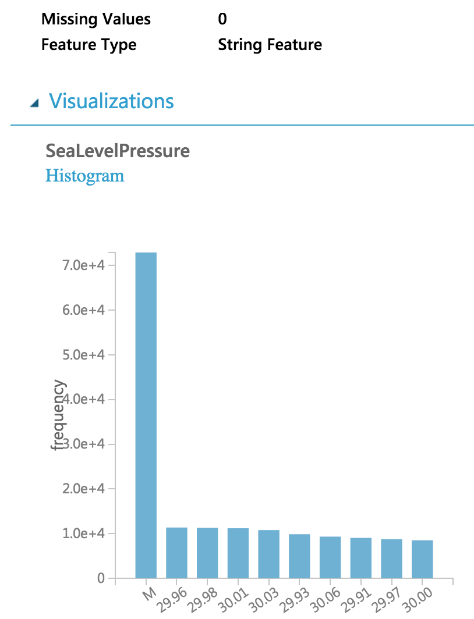 Missing Values 0
Feature Type String Feature
Visualizations
SeaLevelPressure
Histogram
7.0e+4
6.0e+4
5.0e+4
4.0e+4
3.0e+4
2.0e+4
1.0e+4
0
frequency
M 29.96 29.98 30.01 30.03 29.93 30.06 29.91 29.97 30.00